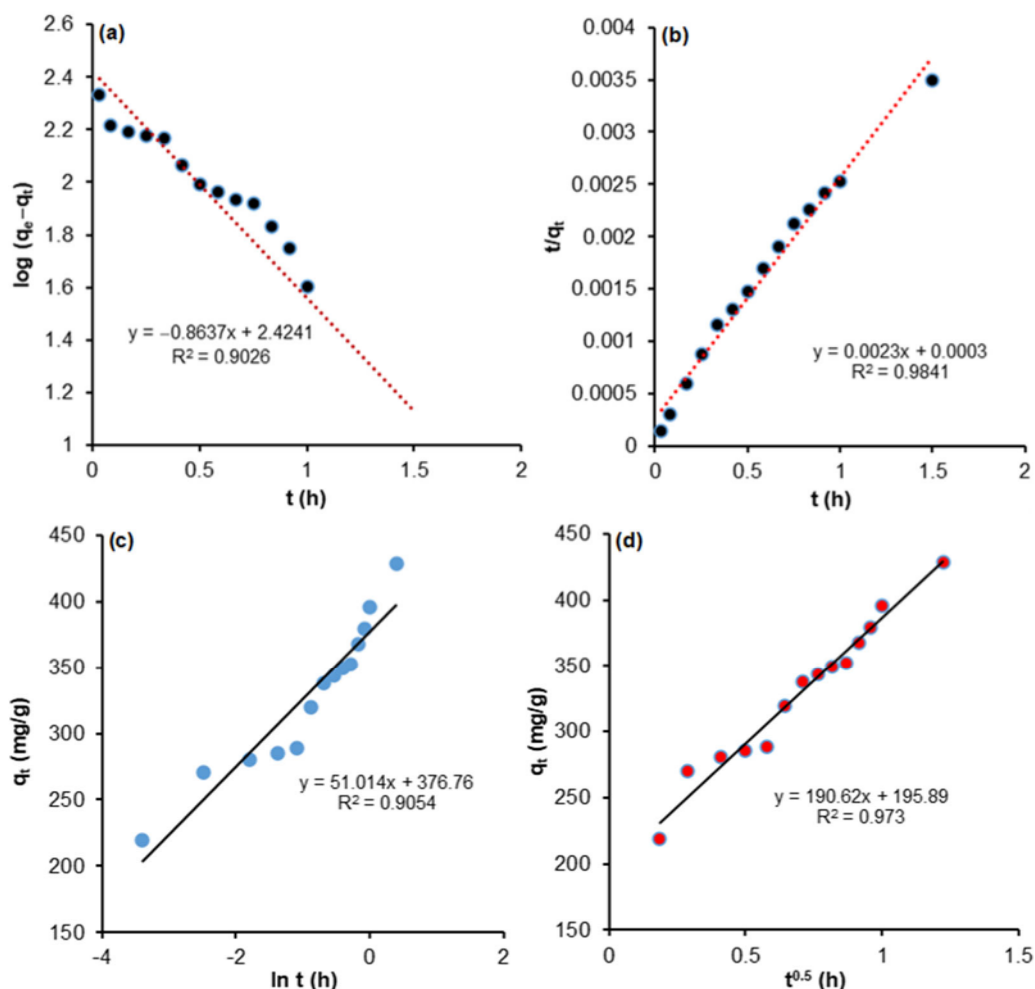 (a)
2.6
2.4
2.2
2
1.8
1.6
1.4
1.2
1
log (qₑ−qₜ)
y = −0.8637x + 2.4241
R² = 0.9026
0 0.5 1 1.5 2
t (h)
(b)
0.004
0.0035
0.003
0.0025
0.002
0.0015
0.001
0.0005
0
t/qₜ
y = 0.0023x + 0.0003
R² = 0.9841
0 0.5 1 1.5 2
t (h)
(c)
450
400
350
300
250
200
150
qₜ (mg/g)
y = 51.014x + 376.76
R² = 0.9054
-4 -2 0 2
ln t (h)
(d)
450
400
350
300
250
200
150
qₜ (mg/g)
y = 190.62x + 195.89
R² = 0.973
0 0.5 1 1.5
t⁰·⁵ (h)